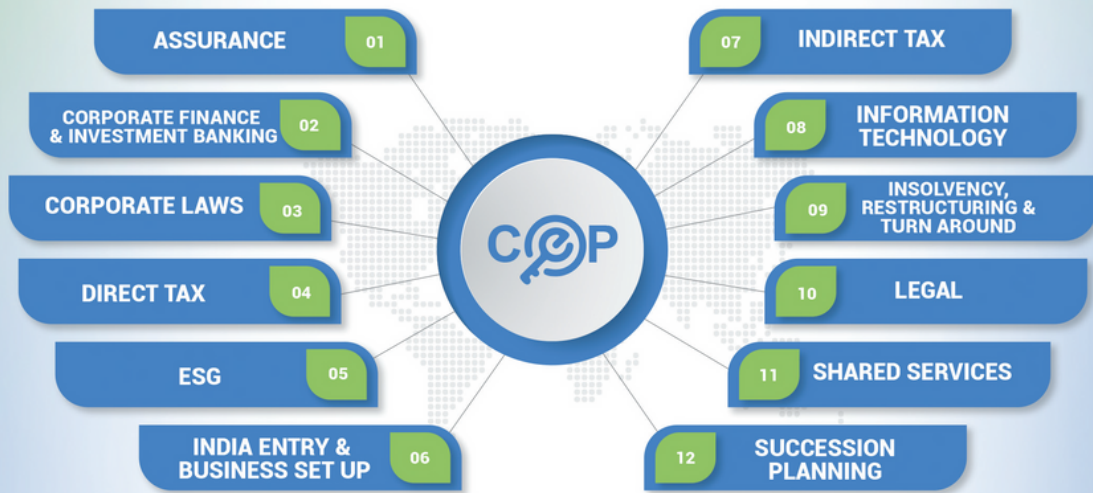 ASSURANCE
01
CORPORATE FINANCE
& INVESTMENT BANKING
02
CORPORATE LAWS
03
DIRECT TAX
04
ESG
05
INDIA ENTRY &
BUSINESS SET UP
06
CeP
07
INDIRECT TAX
08
INFORMATION
TECHNOLOGY
09
INSOLVENCY,
RESTRUCTURING &
TURN AROUND
10
LEGAL
11
SHARED SERVICES
12
SUCCESSION
PLANNING